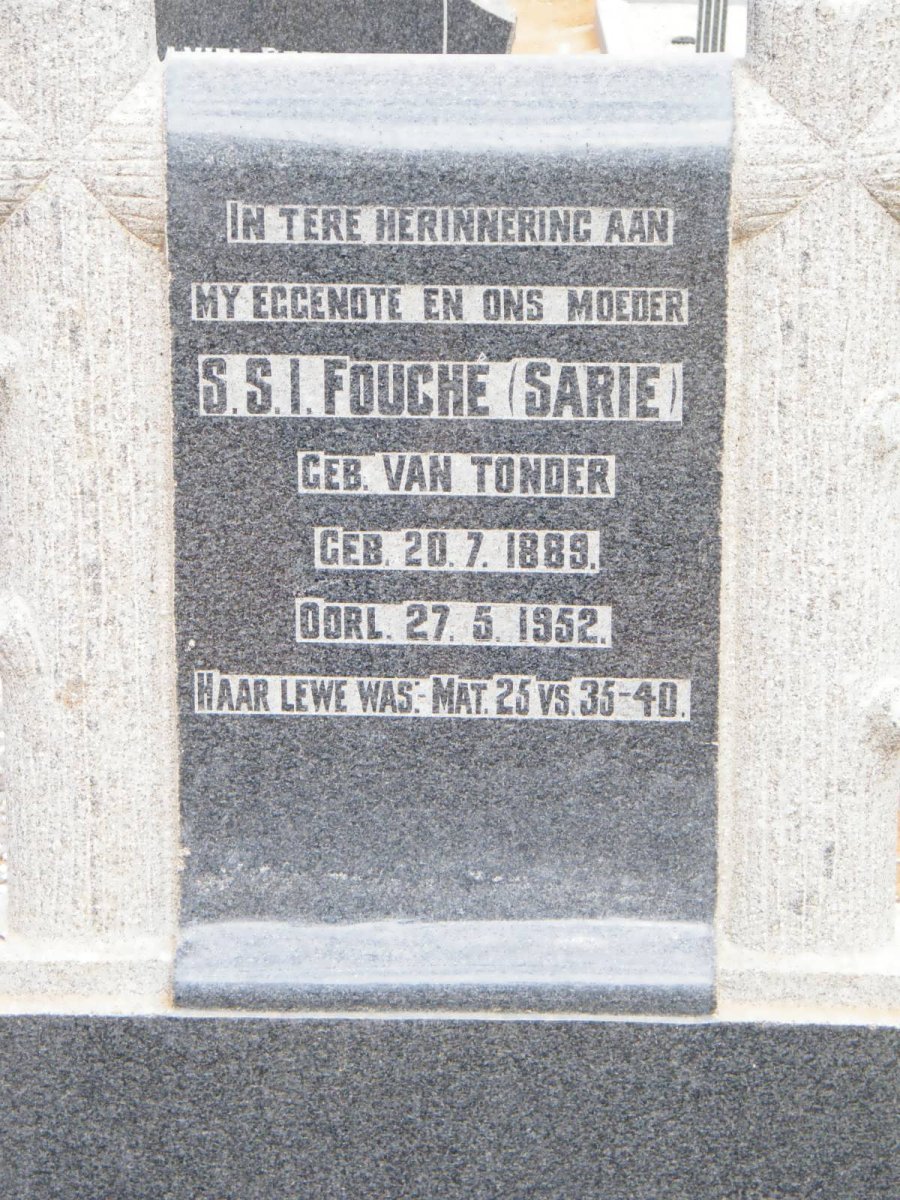 IN TERE HERINNERING AAN
MY EGGENOTE EN ONS MOEDER
S.S.I. FOUCHÉ (SARIE)
GEB. VAN TONDER
GEB. 20.7.1889.
OORL. 27.5.1952.
HAAR LEWE WAS:- MAT. 25 VS. 35-40.